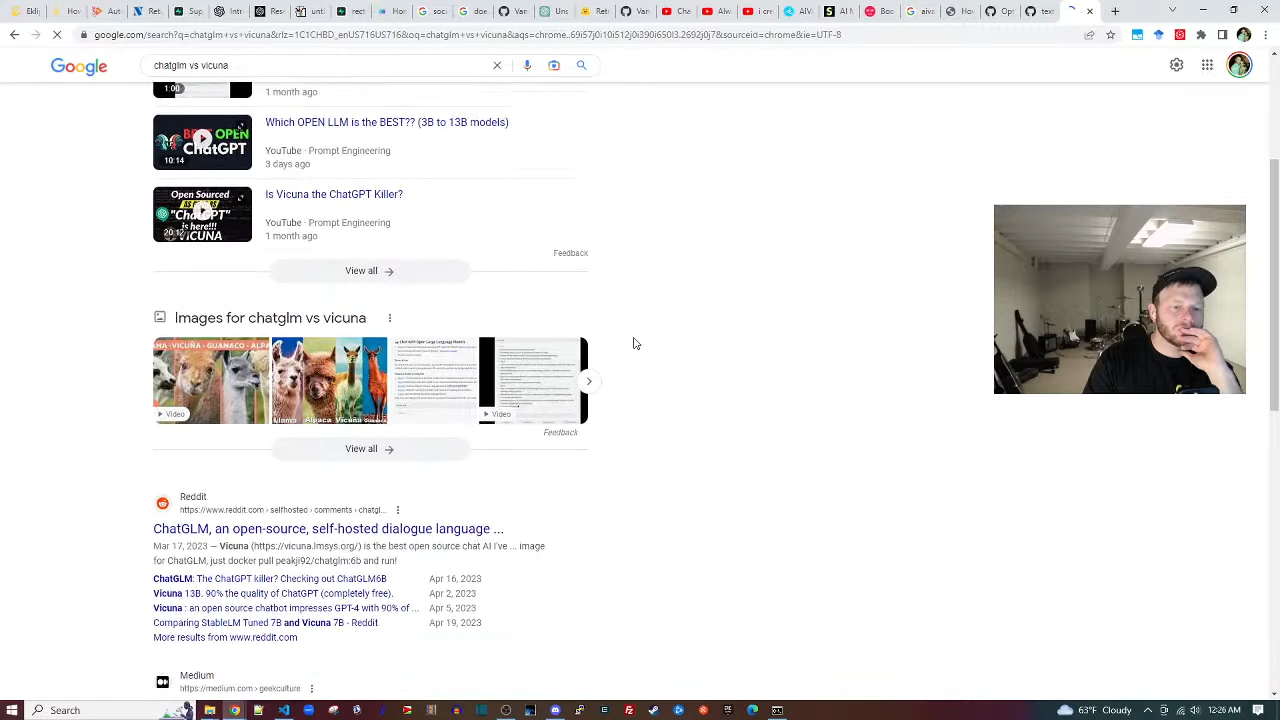 google.com/search?q=chatglm+vs+vicuna&rlz=1C1CHBD_enUS716US716&oq=chatglm+vs+vicuna&aqs=chrome..69i57j0i10i512j0i390i650l3.2692j0j7&sourceid=chrome&ie=UTF-8
Google
chatglm vs vicuna
1:00
1 month ago
BEST OPEN
ChatGPT
10:14
Which OPEN LLM is the BEST?? (3B to 13B models)
YouTube · Prompt Engineering
3 days ago
Open Sourced
"ChatGPT"
is here!!!
VICUNA
20:12
Is Vicuna the ChatGPT Killer?
YouTube · Prompt Engineering
1 month ago
Feedback
View all
Images for chatglm vs vicuna
Video
Video
Feedback
View all
Reddit
https://www.reddit.com › selfhosted › comments › chatgl...
ChatGLM, an open-source, self-hosted dialogue language ...
Mar 17, 2023 — Vicuna (https://vicuna.lmsys.org/) is the best open source chat AI I've ... image
for ChatGLM, just docker pull peakji92/chatglm:6b and run!
ChatGLM: The ChatGPT killer? Checking out ChatGLM6B
Apr 16, 2023
Vicuna 13B. 90% the quality of ChatGPT (completely free).
Apr 2, 2023
Vicuna : an open source chatbot impresses GPT-4 with 90% of ...
Apr 5, 2023
Comparing StableLM Tuned 7B and Vicuna 7B - Reddit
Apr 19, 2023
More results from www.reddit.com
Medium
https://medium.com › geekculture
Search
63°F Cloudy
12:26 AM